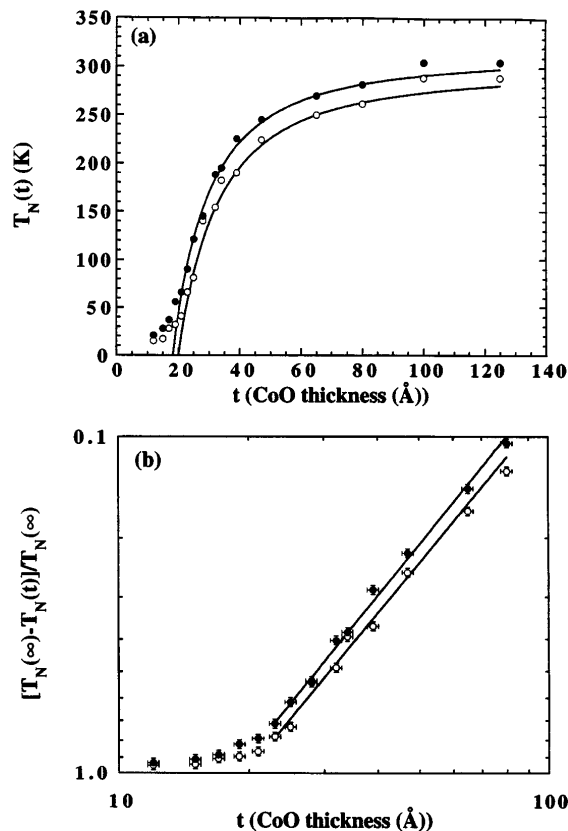 (a)
350
300
250
200
150
100
50
0
T_N(t) (K)
0 20 40 60 80 100 120 140
t (CoO thickness (Å))
(b)
0.1
1.0
[T_N(∞)-T_N(t)]/T_N(∞)
10 100
t (CoO thickness (Å))